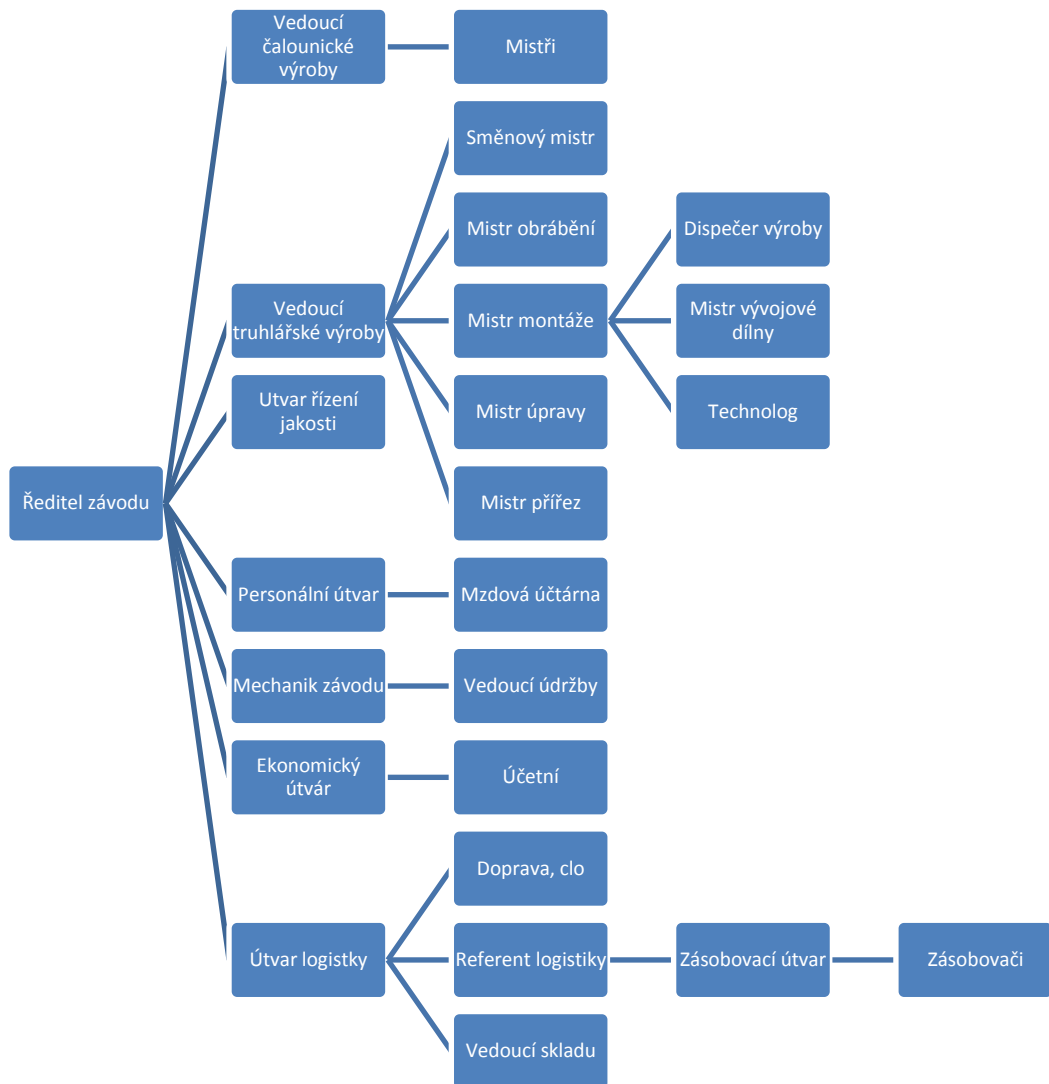 Vedoucí
čalounické
výroby
Mistři
Směnový mistr
Mistr obrábění
Dispečer výroby
Vedoucí
truhlářské výroby
Mistr montáže
Mistr vývojové
dílny
Utvar řízení
jakosti
Mistr úpravy
Technolog
Ředitel závodu
Mistr přířez
Personální útvar
Mzdová účtárna
Mechanik závodu
Vedoucí údržby
Ekonomický
útvár
Účetní
Doprava, clo
Útvar logistky
Referent logistiky
Zásobovací útvar
Zásobovači
Vedoucí skladu